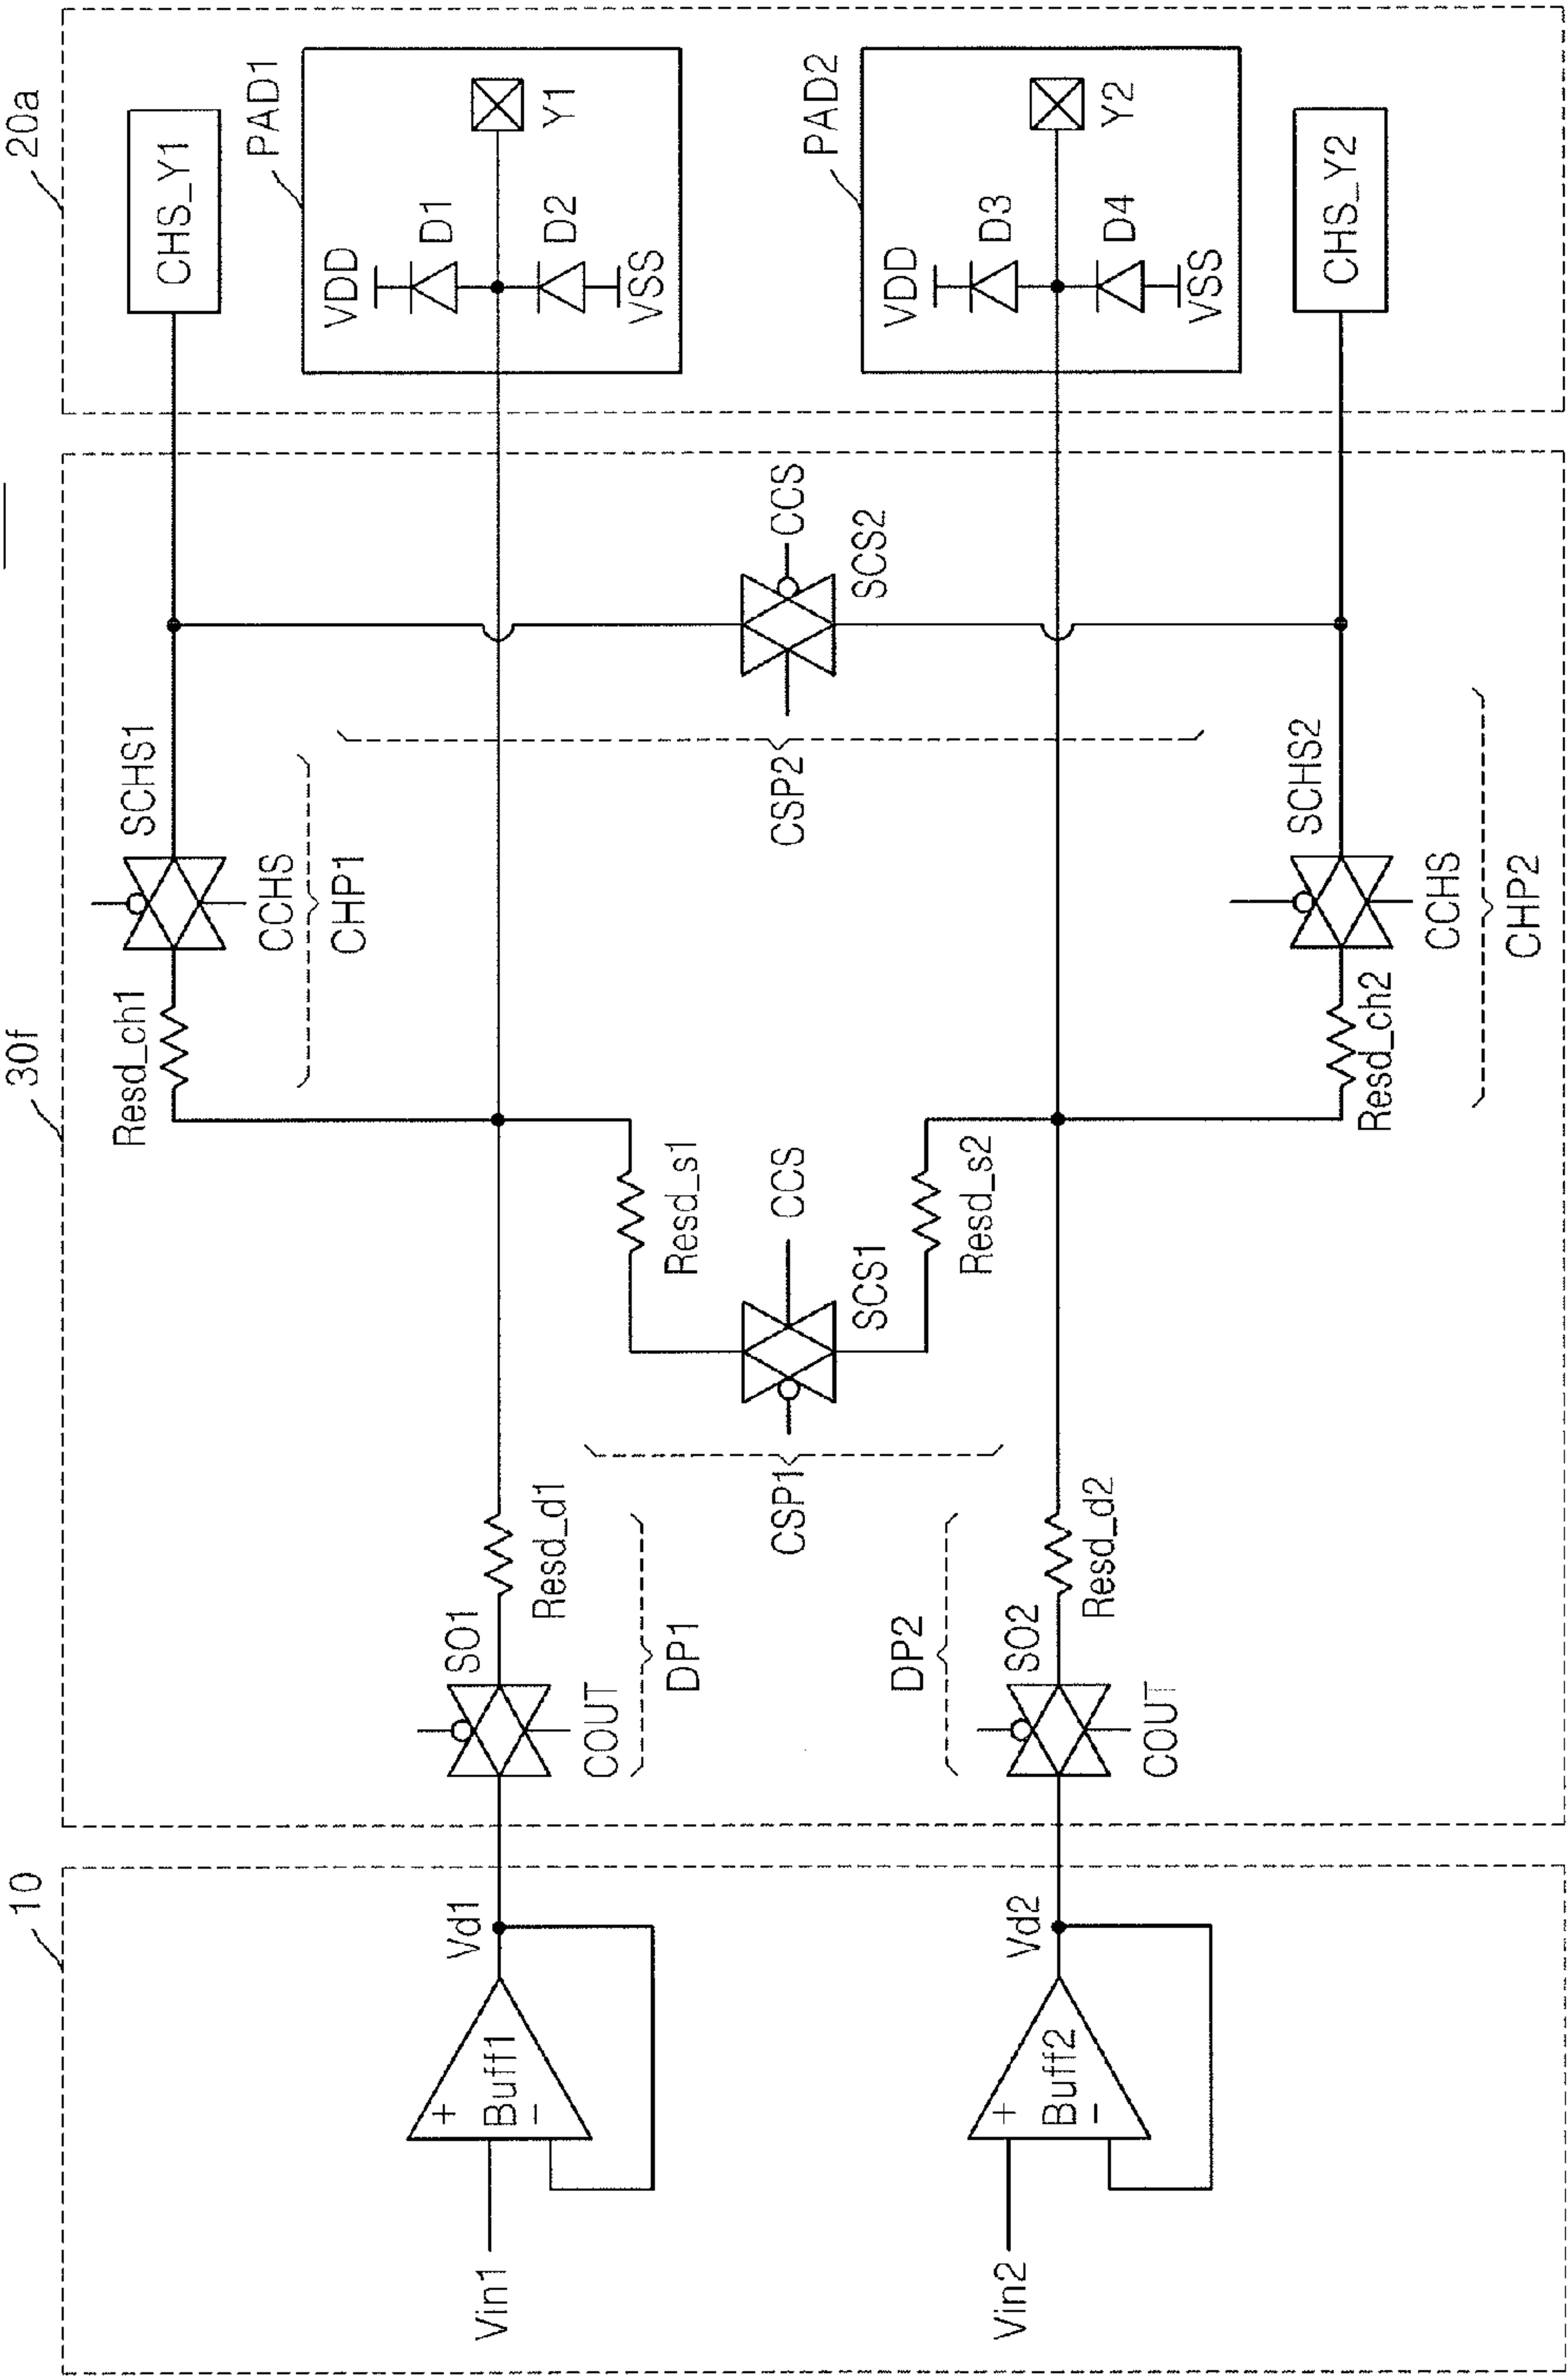 10
30f
20a
Vin1
+
Buff1
-
Vd1
SO1
COUT
Resd_d1
DP1
Resd_ch1
SCHS1
CCHS
CHP1
CHS_Y1
PAD1
VDD
D1
D2
VSS
Y1
Resd_s1
CSP1
CCS
SCS1
Resd_s2
CSP2
CCS
SCS2
Vin2
+
Buff2
-
Vd2
DP2
SO2
COUT
Resd_d2
PAD2
VDD
D3
D4
VSS
Y2
SCHS2
Resd_ch2
CCHS
CHP2
CHS_Y2